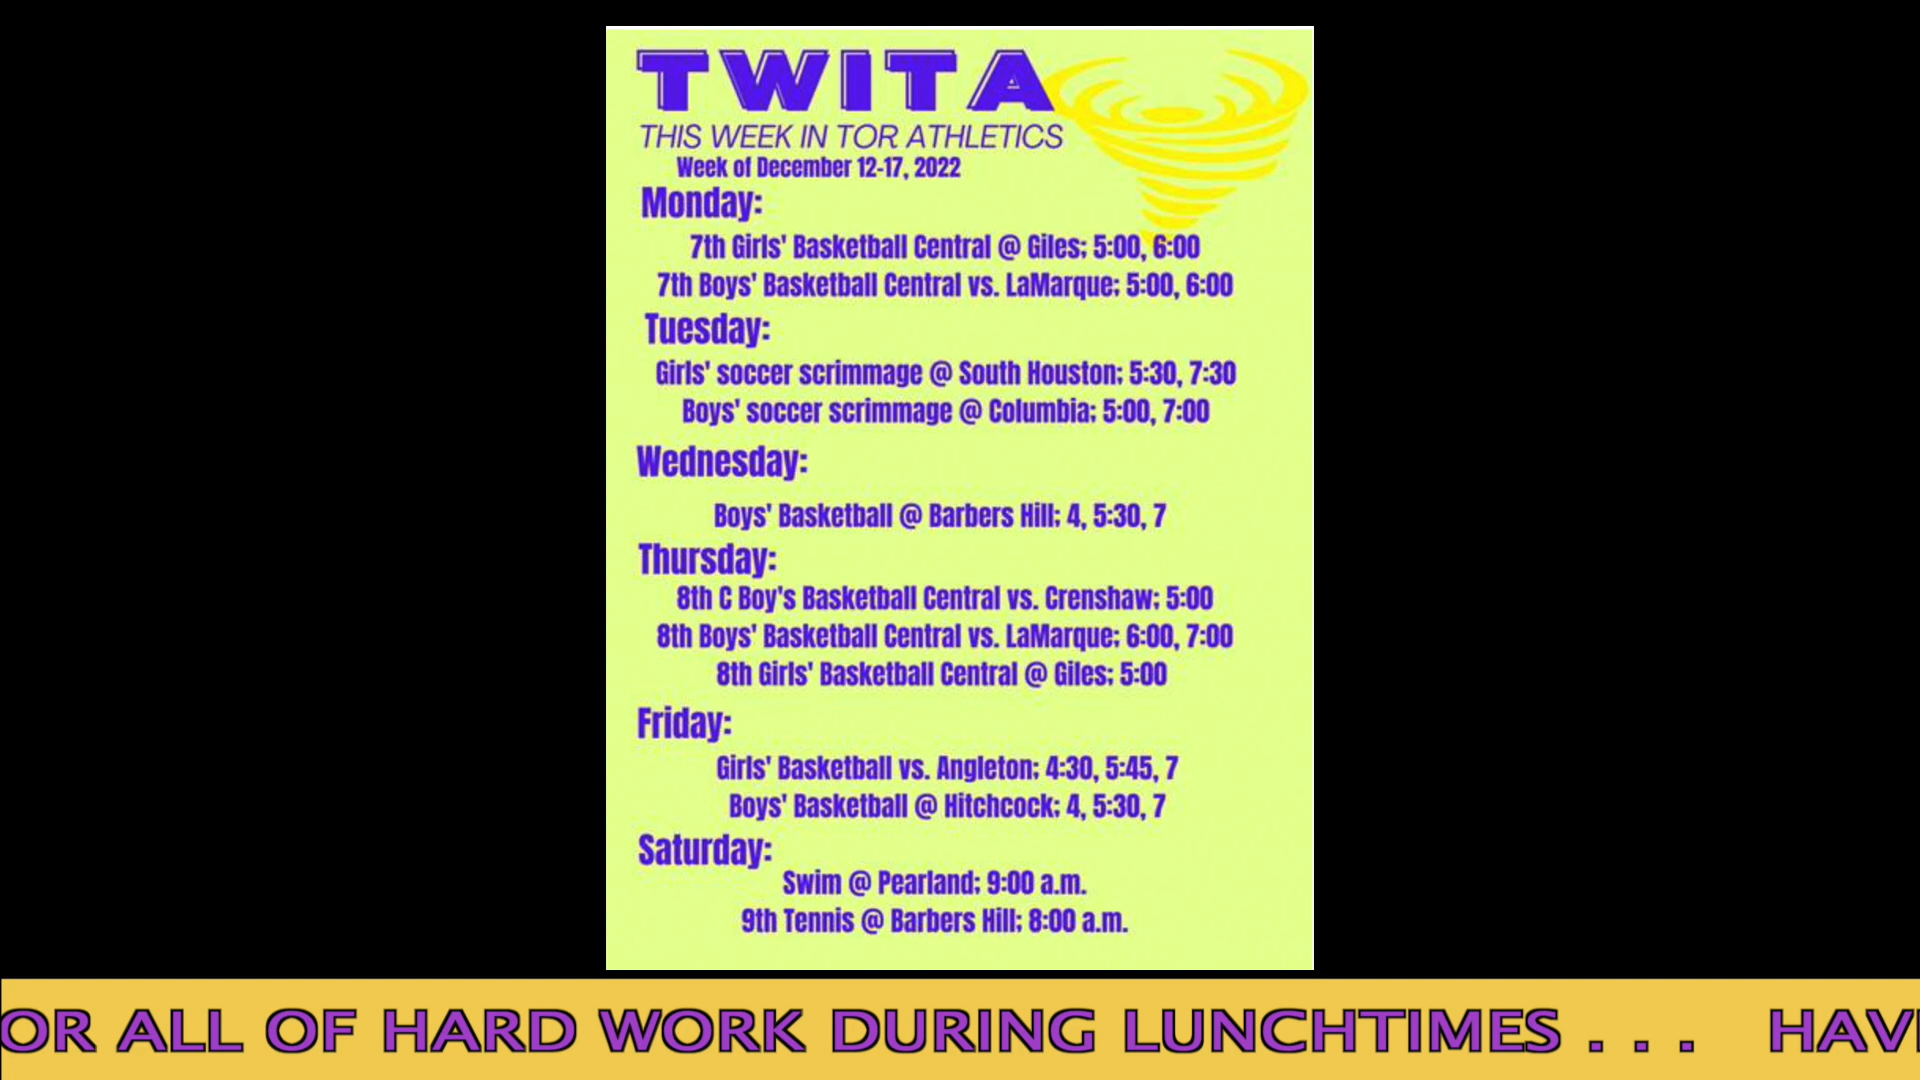 TWITA
THIS WEEK IN TOR ATHLETICS
Week of December 12-17, 2022
Monday:
7th Girls' Basketball Central @ Giles; 5:00, 6:00
7th Boys' Basketball Central vs. LaMarque; 5:00, 6:00
Tuesday:
Girls' soccer scrimmage @ South Houston; 5:30, 7:30
Boys' soccer scrimmage @ Columbia; 5:00, 7:00
Wednesday:
Boys' Basketball @ Barbers Hill; 4, 5:30, 7
Thursday:
8th C Boy's Basketball Central vs. Crenshaw; 5:00
8th Boys' Basketball Central vs. LaMarque; 6:00, 7:00
8th Girls' Basketball Central @ Giles; 5:00
Friday:
Girls' Basketball vs. Angleton; 4:30, 5:45, 7
Boys' Basketball @ Hitchcock; 4, 5:30, 7
Saturday:
Swim @ Pearland; 9:00 a.m.
9th Tennis @ Barbers Hill; 8:00 a.m.
OR ALL OF HARD WORK DURING LUNCHTIMES . . . HAV